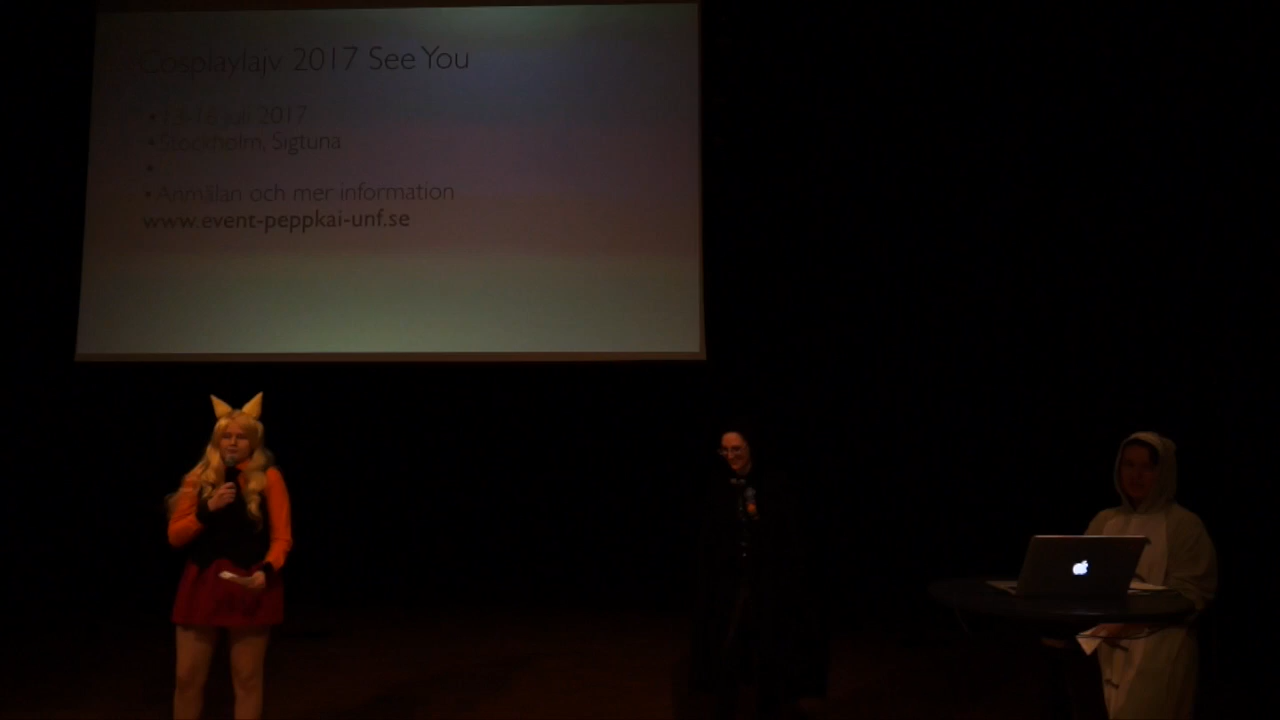 Cosplaylajv 2017 See You
• 13-16 juli 2017
• Stockholm, Sigtuna
•
• Anmälan och mer information
www.event-peppkai-unf.se